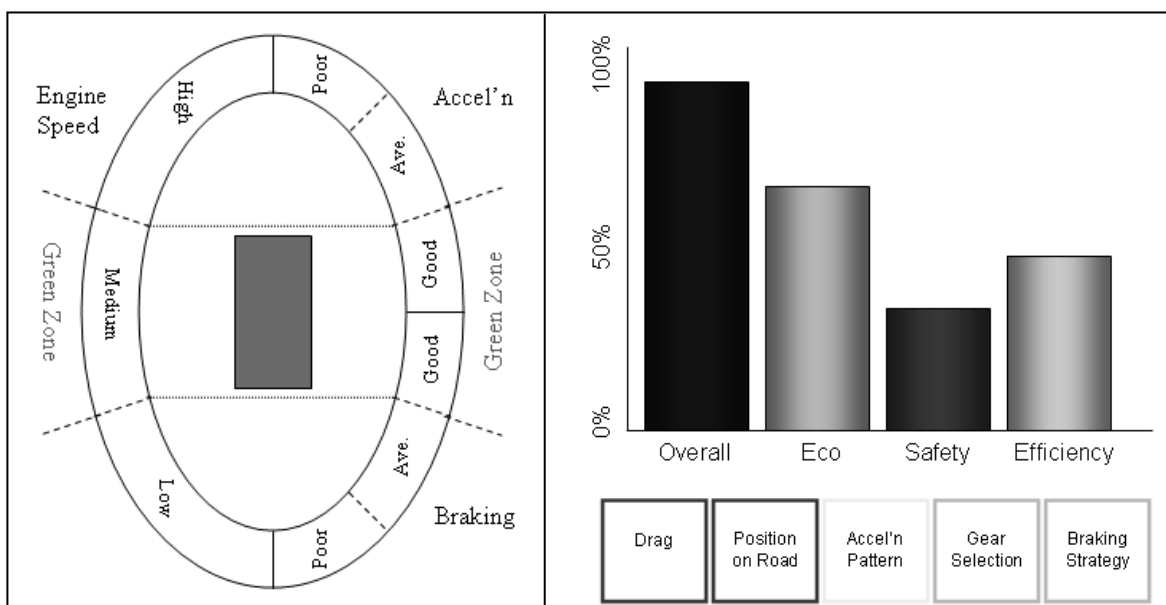 Engine
Speed
High
Poor
Accel'n
Ave.
Green Zone
Medium
Good
Good
Green Zone
Low
Ave.
Poor
Braking
100%
50%
0%
Overall
Eco
Safety
Efficiency
Drag
Position
on Road
Accel'n
Pattern
Gear
Selection
Braking
Strategy